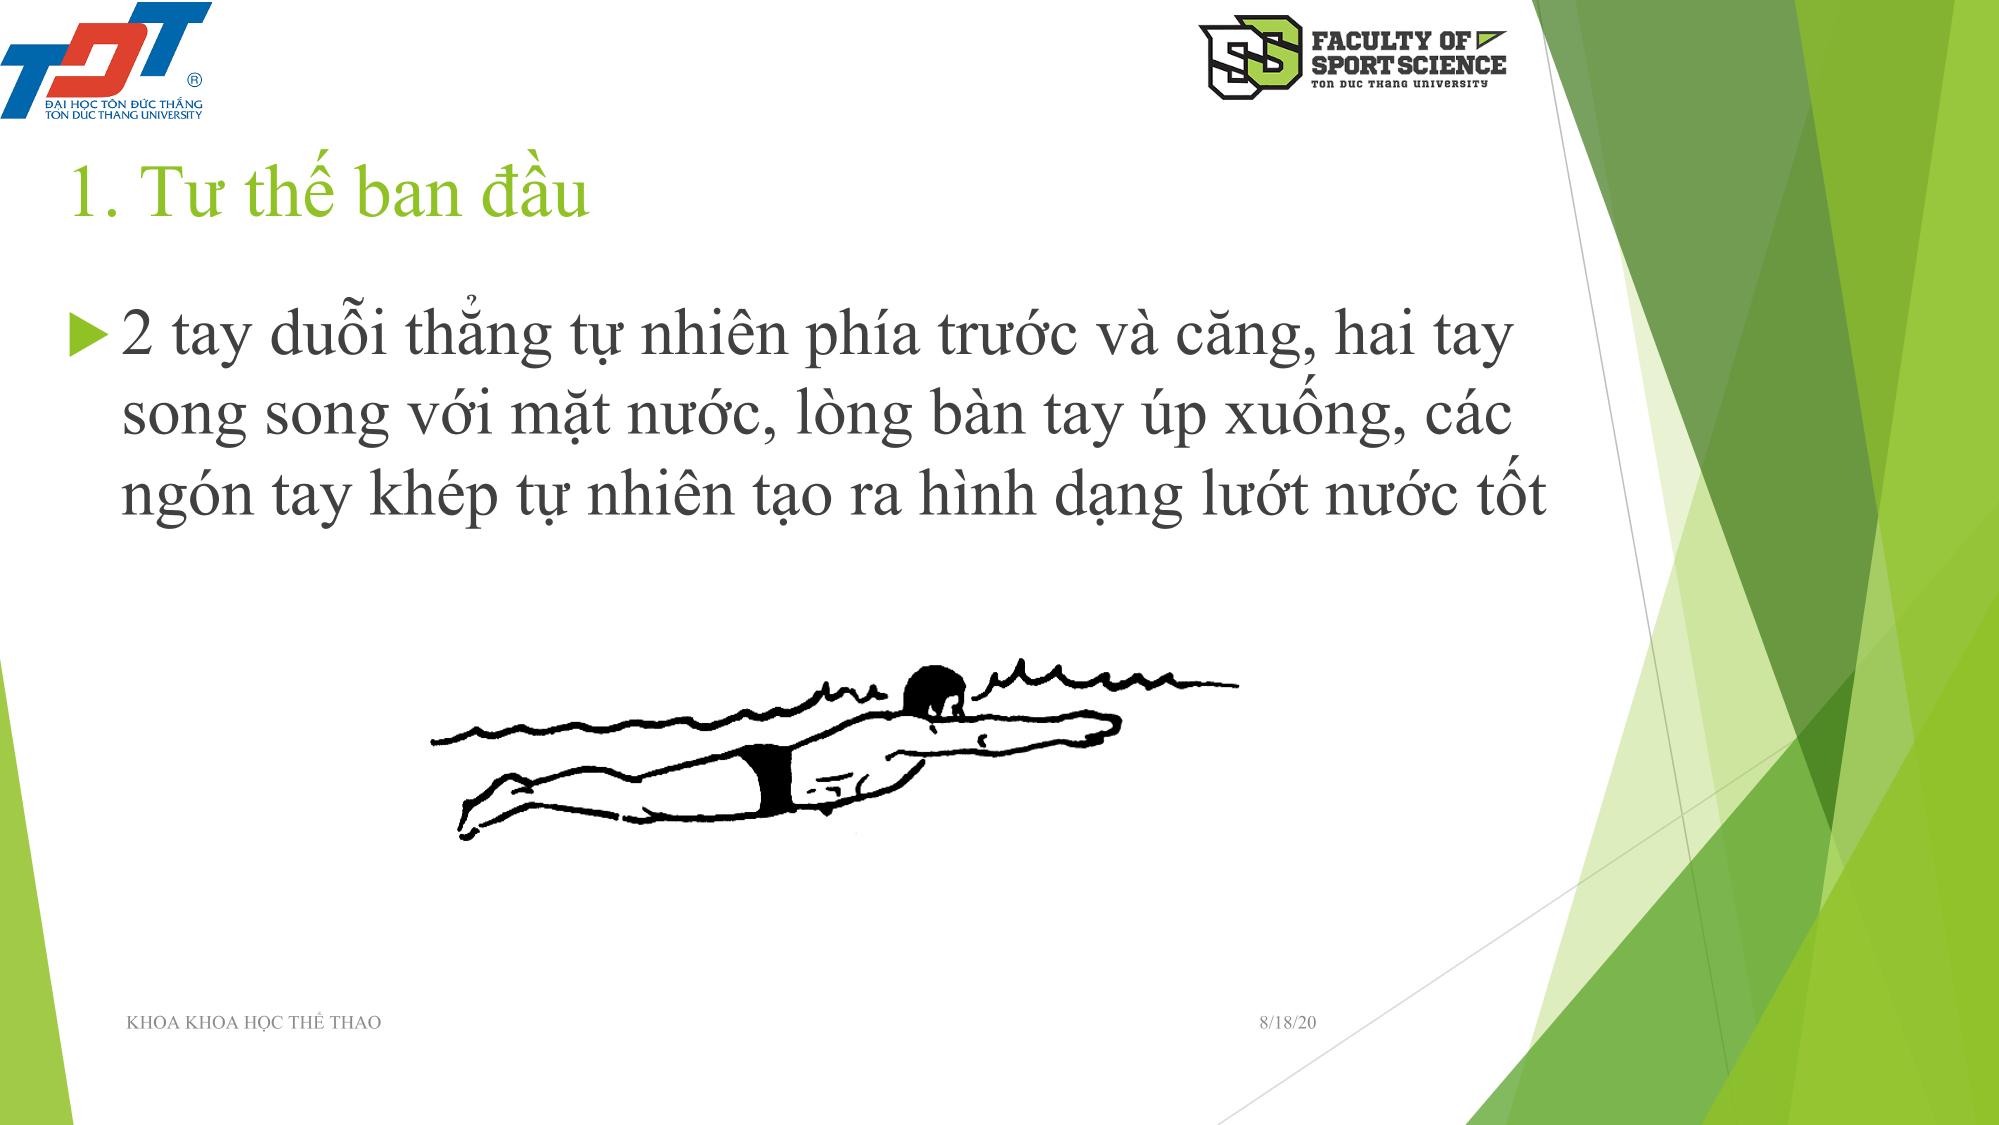 TDT
®
ĐẠI HỌC TÔN ĐỨC THẮNG
TON DUC THANG UNIVERSITY
SS
FACULTY OF
SPORT SCIENCE
TON DUC THANG UNIVERSITY
1. Tư thế ban đầu
2 tay duỗi thẳng tự nhiên phía trước và căng, hai tay
song song với mặt nước, lòng bàn tay úp xuống, các
ngón tay khép tự nhiên tạo ra hình dạng lướt nước tốt
KHOA KHOA HỌC THỂ THAO
8/18/20